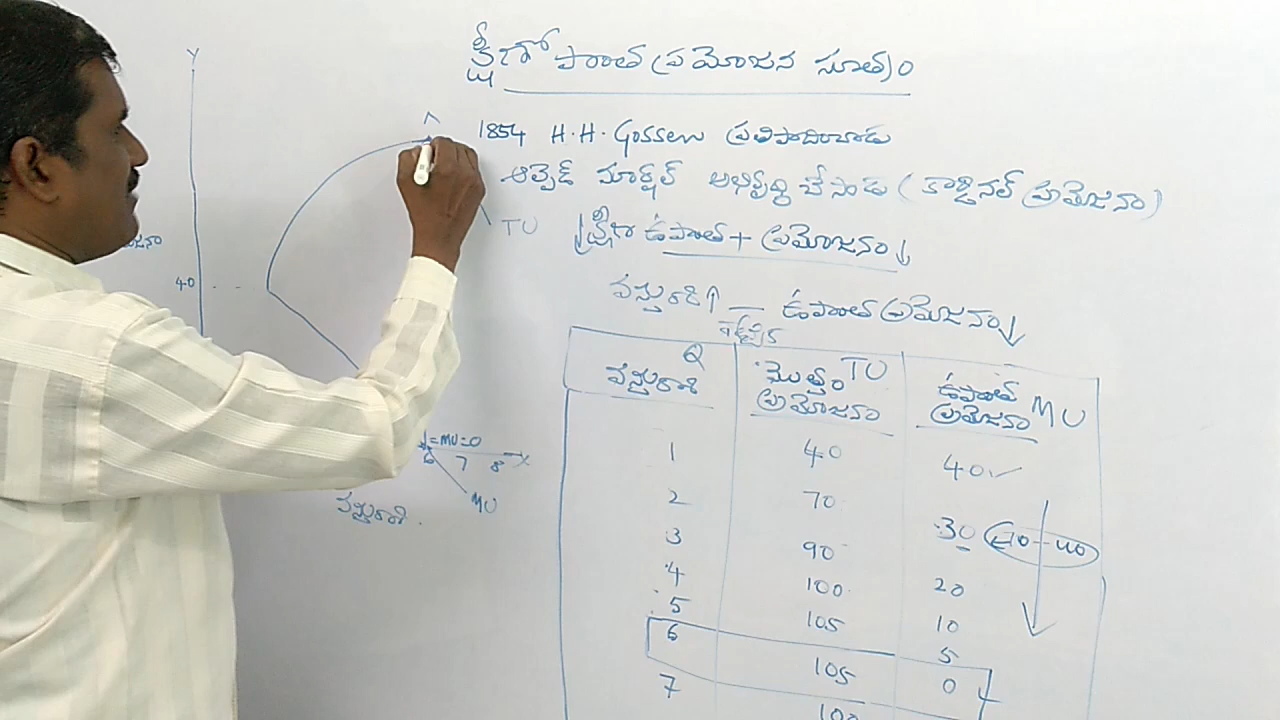 క్షీణోపాంత ప్రయోజన సూత్రం
1854 H.H. Gossens ప్రతిపాదించాడు
ఆల్ఫ్రెడ్ మార్షల్ అభివృద్ధి చేసాడు (కార్డినల్ ప్రయోజనం)
↓ క్షీణ ఉపాంత + ప్రయోజనం ↓
వస్తురాశి ↑ — ఉపాంత ప్రయోజనం ↓
Q TU
వస్తురాశి మొత్తం ప్రయోజనం ఉపాంత ప్రయోజనం MU
1 40 40
2 70 30
3 90 20
4 100 10
5 105 5
6 105 0
7 100
Y
40
A
TU
MU=0
6 7 8 X
MU
వస్తురాశి